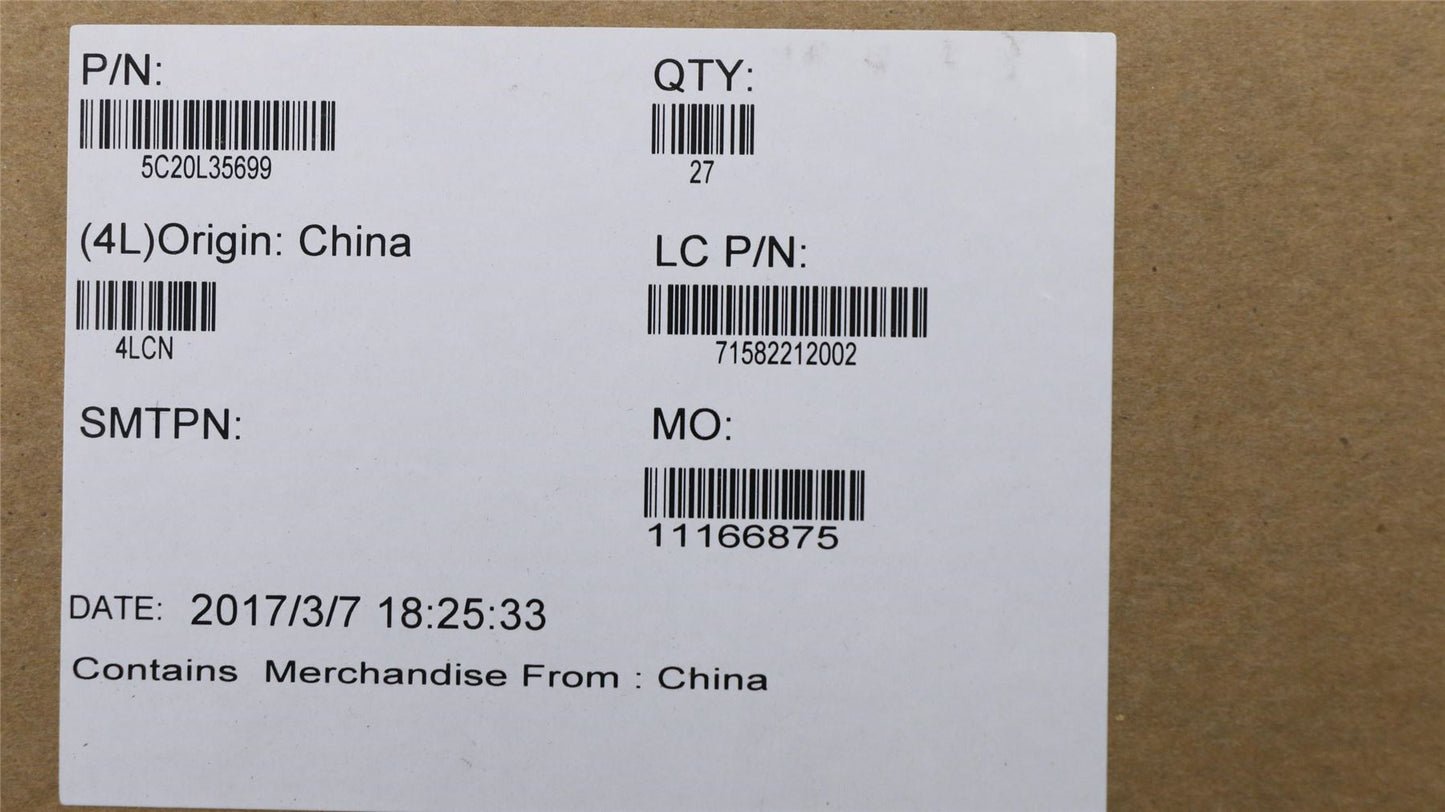 P/N:
5C20L35699
QTY:
27
(4L)Origin: China
4LCN
LC P/N:
71582212002
SMTPN:
MO:
11166875
DATE: 2017/3/7 18:25:33
Contains Merchandise From : China